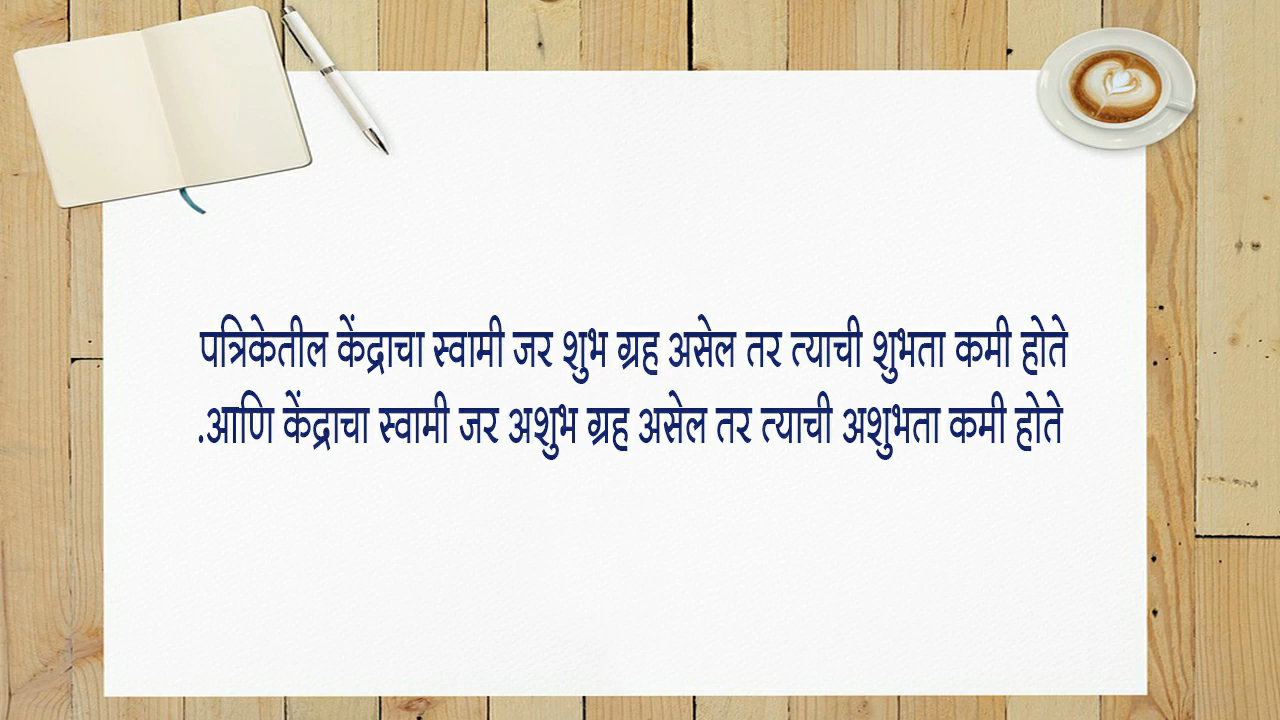 पत्रिकेतील केंद्राचा स्वामी जर शुभ ग्रह असेल तर त्याची शुभता कमी होते
.आणि केंद्राचा स्वामी जर अशुभ ग्रह असेल तर त्याची अशुभता कमी होते